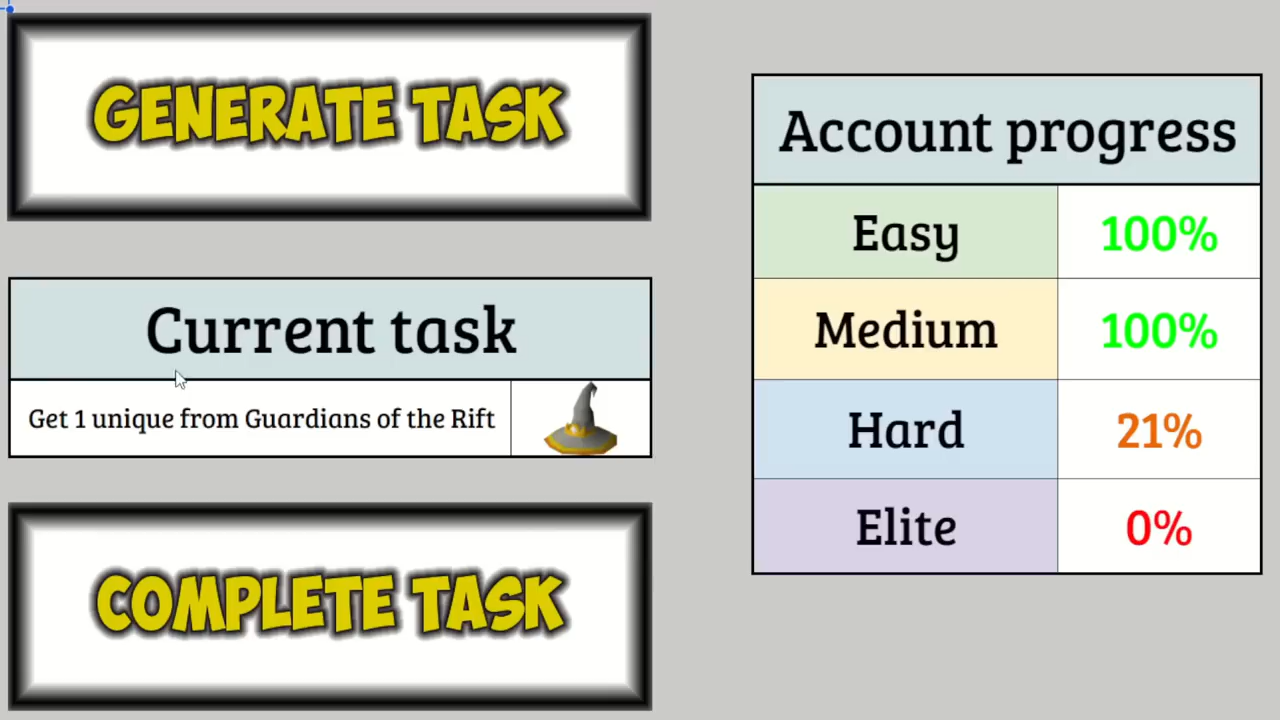 GENERATE TASK
Current task
Get 1 unique from Guardians of the Rift
COMPLETE TASK
Account progress
Easy 100%
Medium 100%
Hard 21%
Elite 0%